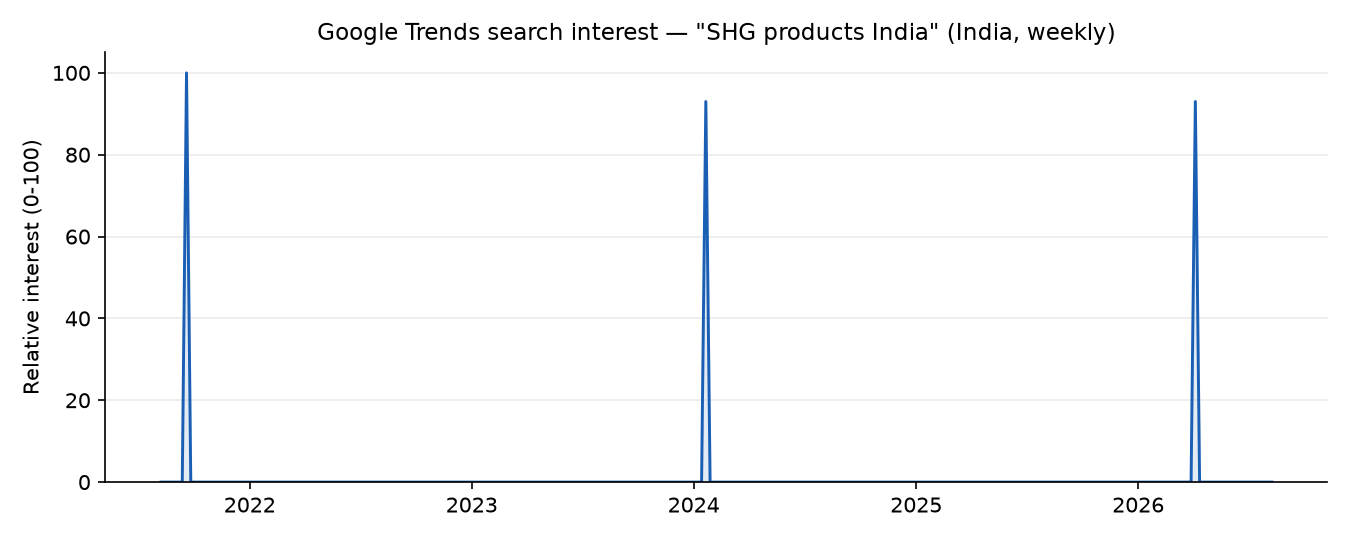 Google Trends search interest — "SHG products India" (India, weekly)
Relative interest (0-100)
100
80
60
40
20
0
2022 2023 2024 2025 2026